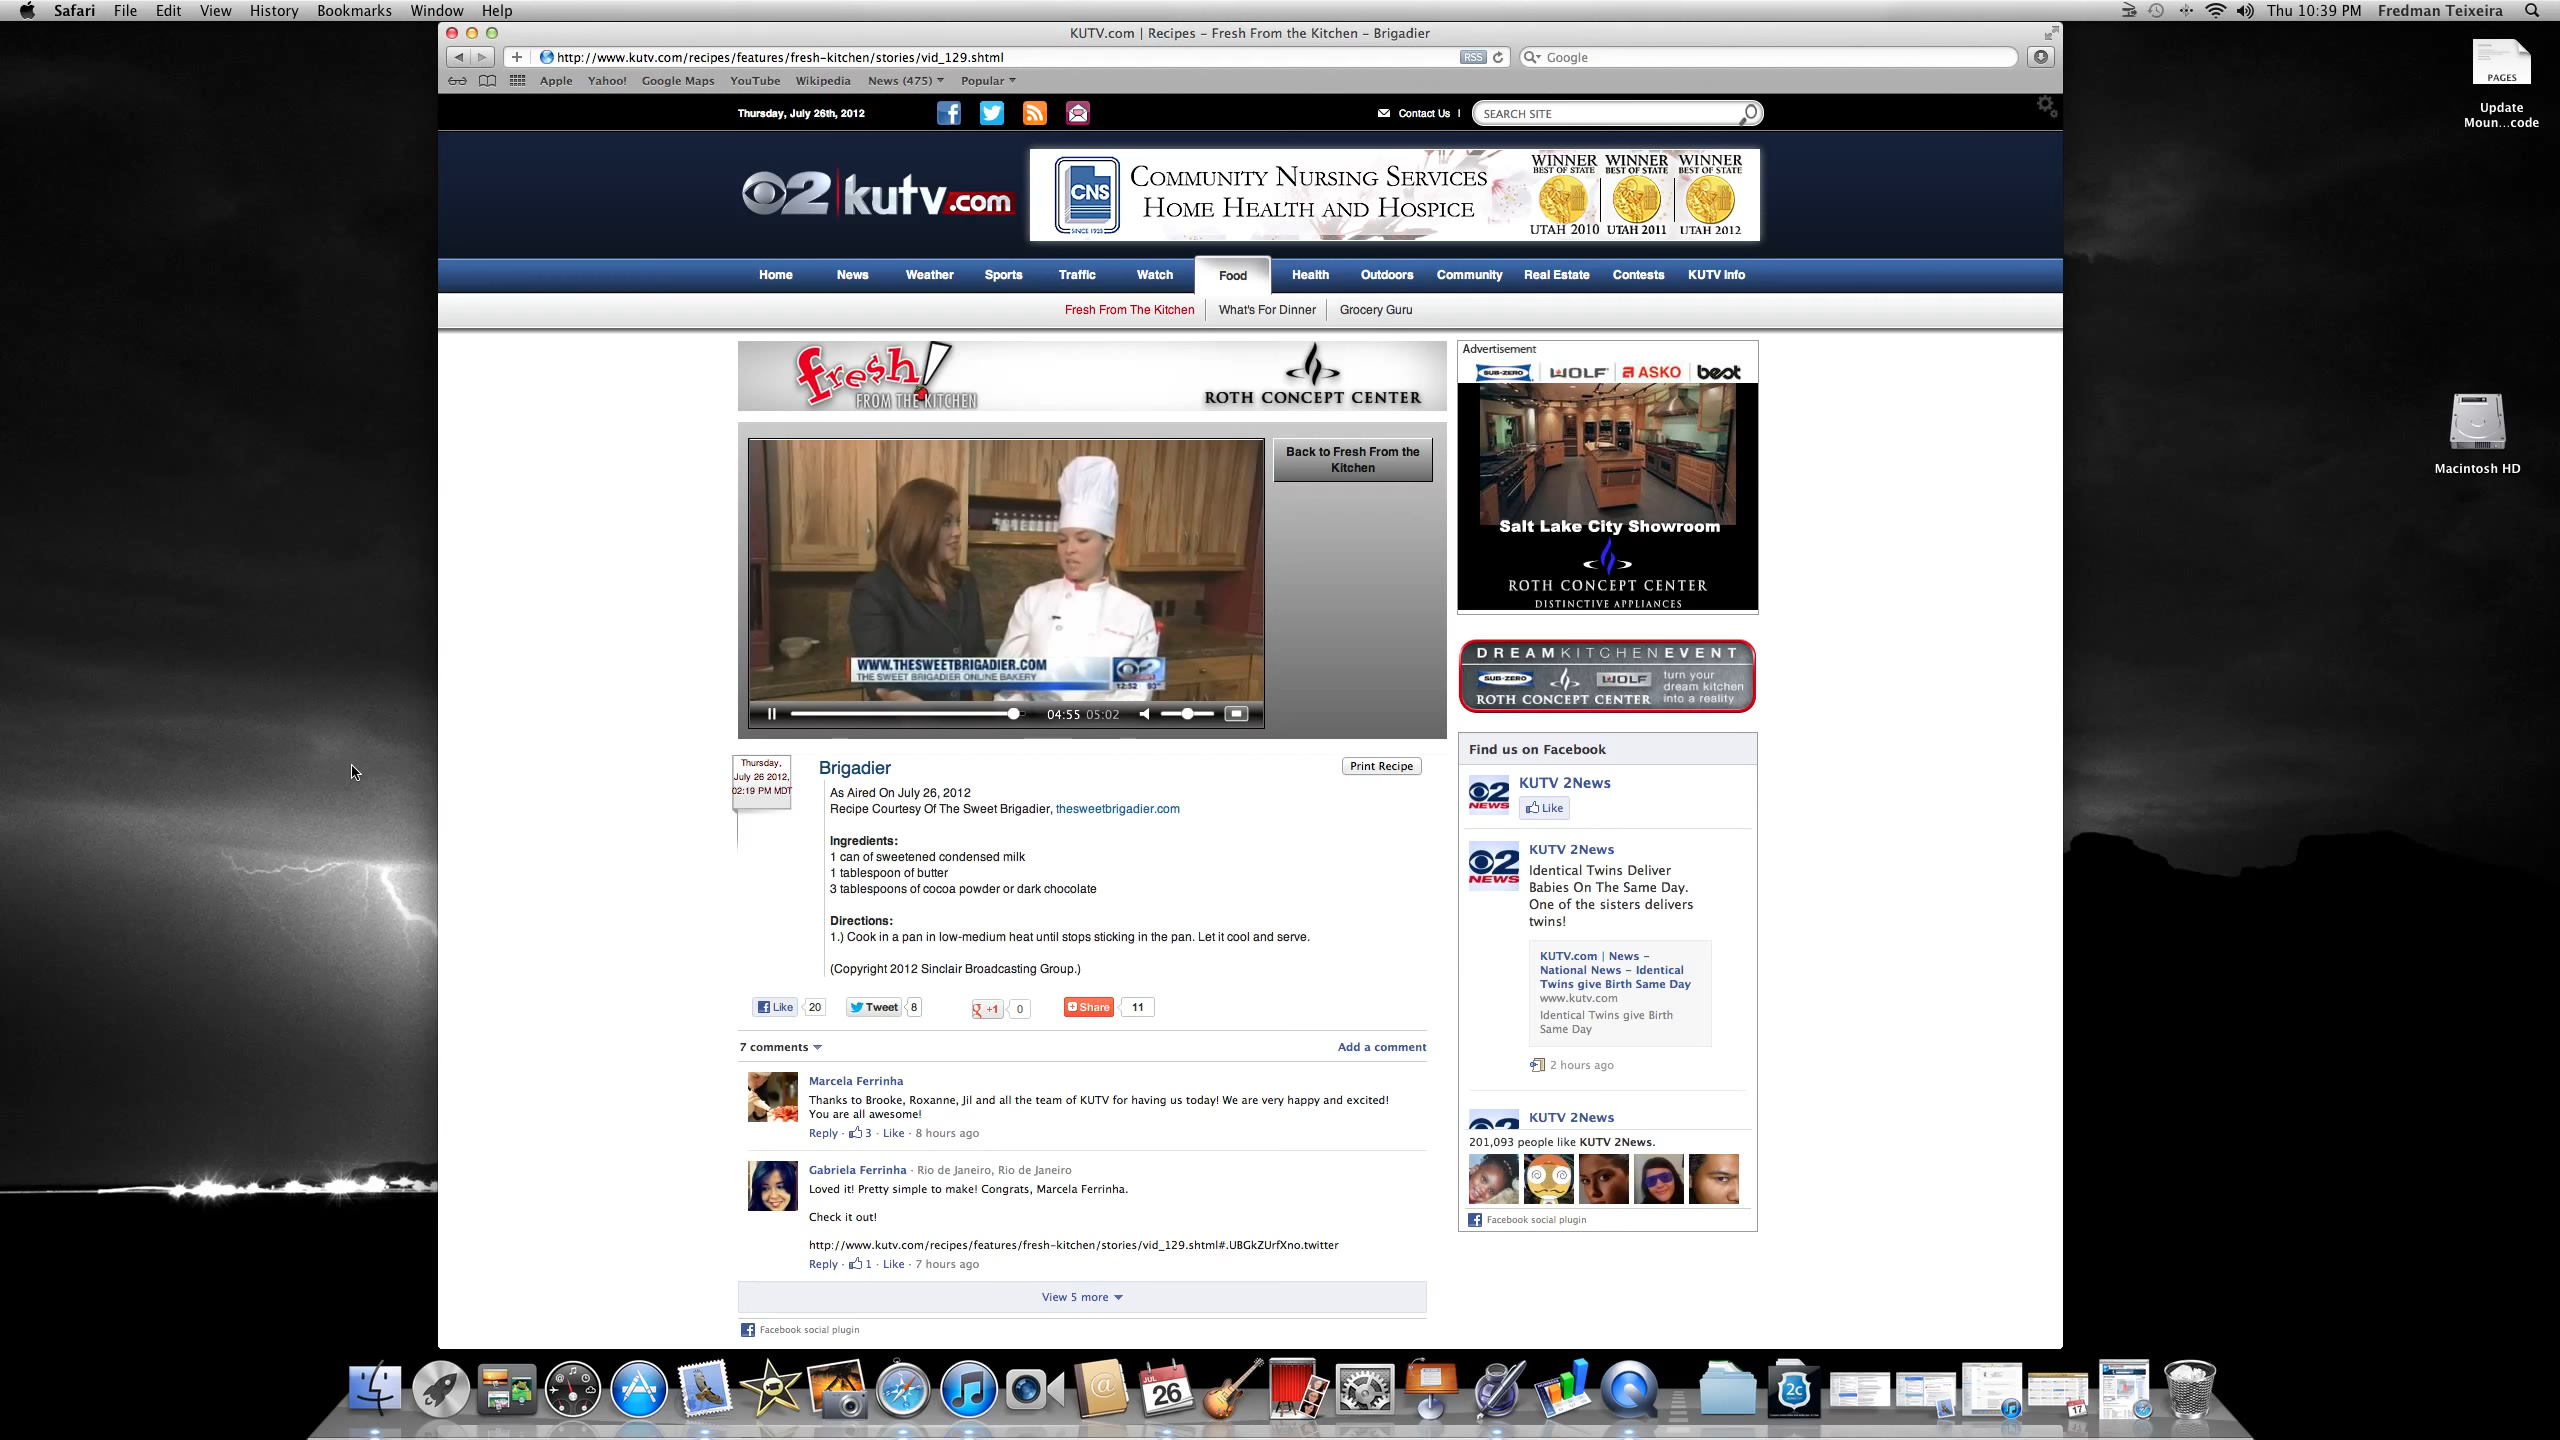 Safari File Edit View History Bookmarks Window Help
Thu 10:39 PM Fredman Teixeira
KUTV.com | Recipes – Fresh From the Kitchen – Brigadier
http://www.kutv.com/recipes/features/fresh-kitchen/stories/vid_129.shtml RSS
Google
Apple Yahoo! Google Maps YouTube Wikipedia News (475) Popular
PAGES
Update
Moun...code
Macintosh HD
Thursday, July 26th, 2012
Contact Us |
SEARCH SITE
2 kutv.com
CNS
SINCE 1928
COMMUNITY NURSING SERVICES
HOME HEALTH AND HOSPICE
WINNER WINNER WINNER
BEST OF STATE BEST OF STATE BEST OF STATE
UTAH 2010 UTAH 2011 UTAH 2012
Home News Weather Sports Traffic Watch Food Health Outdoors Community Real Estate Contests KUTV Info
Fresh From The Kitchen What's For Dinner Grocery Guru
fresh!
FROM THE KITCHEN
ROTH CONCEPT CENTER
Back to Fresh From the
Kitchen
WWW.THESWEETBRIGADIER.COM
THE SWEET BRIGADIER ONLINE BAKERY
2
12:52 93°
04:55 05:02
Advertisement
SUB-ZERO WOLF ASKO best
Salt Lake City Showroom
ROTH CONCEPT CENTER
DISTINCTIVE APPLIANCES
DREAMKITCHENEVENT
SUB-ZERO WOLF
ROTH CONCEPT CENTER
turn your
dream kitchen
into a reality
Thursday,
July 26 2012,
02:19 PM MDT
Brigadier
Print Recipe
As Aired On July 26, 2012
Recipe Courtesy Of The Sweet Brigadier, thesweetbrigadier.com
Ingredients:
1 can of sweetened condensed milk
1 tablespoon of butter
3 tablespoons of cocoa powder or dark chocolate
Directions:
1.) Cook in a pan in low-medium heat until stops sticking in the pan. Let it cool and serve.
(Copyright 2012 Sinclair Broadcasting Group.)
Like 20 Tweet 8 +1 0 Share 11
7 comments
Add a comment
Marcela Ferrinha
Thanks to Brooke, Roxanne, Jil and all the team of KUTV for having us today! We are very happy and excited!
You are all awesome!
Reply · 3 · Like · 8 hours ago
Gabriela Ferrinha · Rio de Janeiro, Rio de Janeiro
Loved it! Pretty simple to make! Congrats, Marcela Ferrinha.
Check it out!
http://www.kutv.com/recipes/features/fresh-kitchen/stories/vid_129.shtml#.UBGkZUrfXno.twitter
Reply · 1 · Like · 7 hours ago
View 5 more
Facebook social plugin
Find us on Facebook
2
NEWS
KUTV 2News
Like
2
NEWS
KUTV 2News
Identical Twins Deliver
Babies On The Same Day.
One of the sisters delivers
twins!
KUTV.com | News –
National News – Identical
Twins give Birth Same Day
www.kutv.com
Identical Twins give Birth
Same Day
2 hours ago
KUTV 2News
201,093 people like KUTV 2News.
Facebook social plugin
JUL
26
2c
17